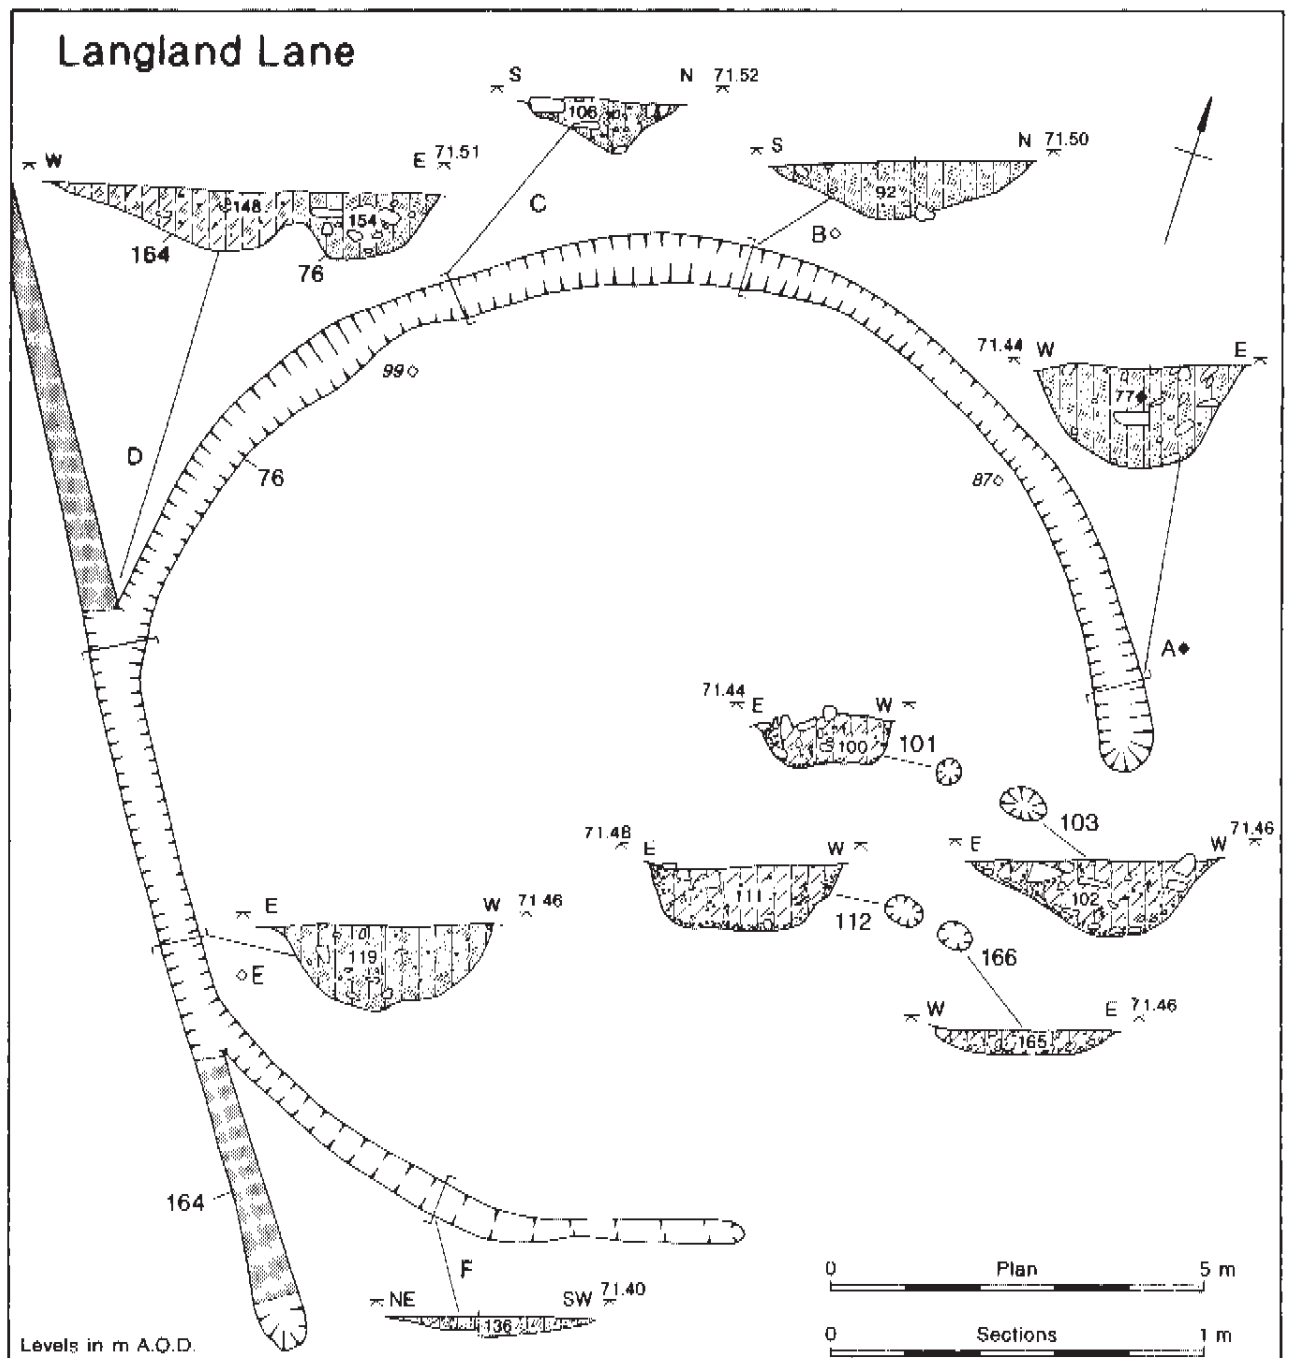 Langland Lane
S N 71.52
106
W E 71.51
148
154
164
76
C
S N 71.50
92
B
71.44 W E
77
99
D
76
87
A
71.44 E W
100
101
103
71.48 E W
111
112
E W 71.46
102
166
E W 71.46
119
E
W E 71.46
165
164
F
NE SW 71.40
136
0 Plan 5 m
0 Sections 1 m
Levels in m A.O.D.